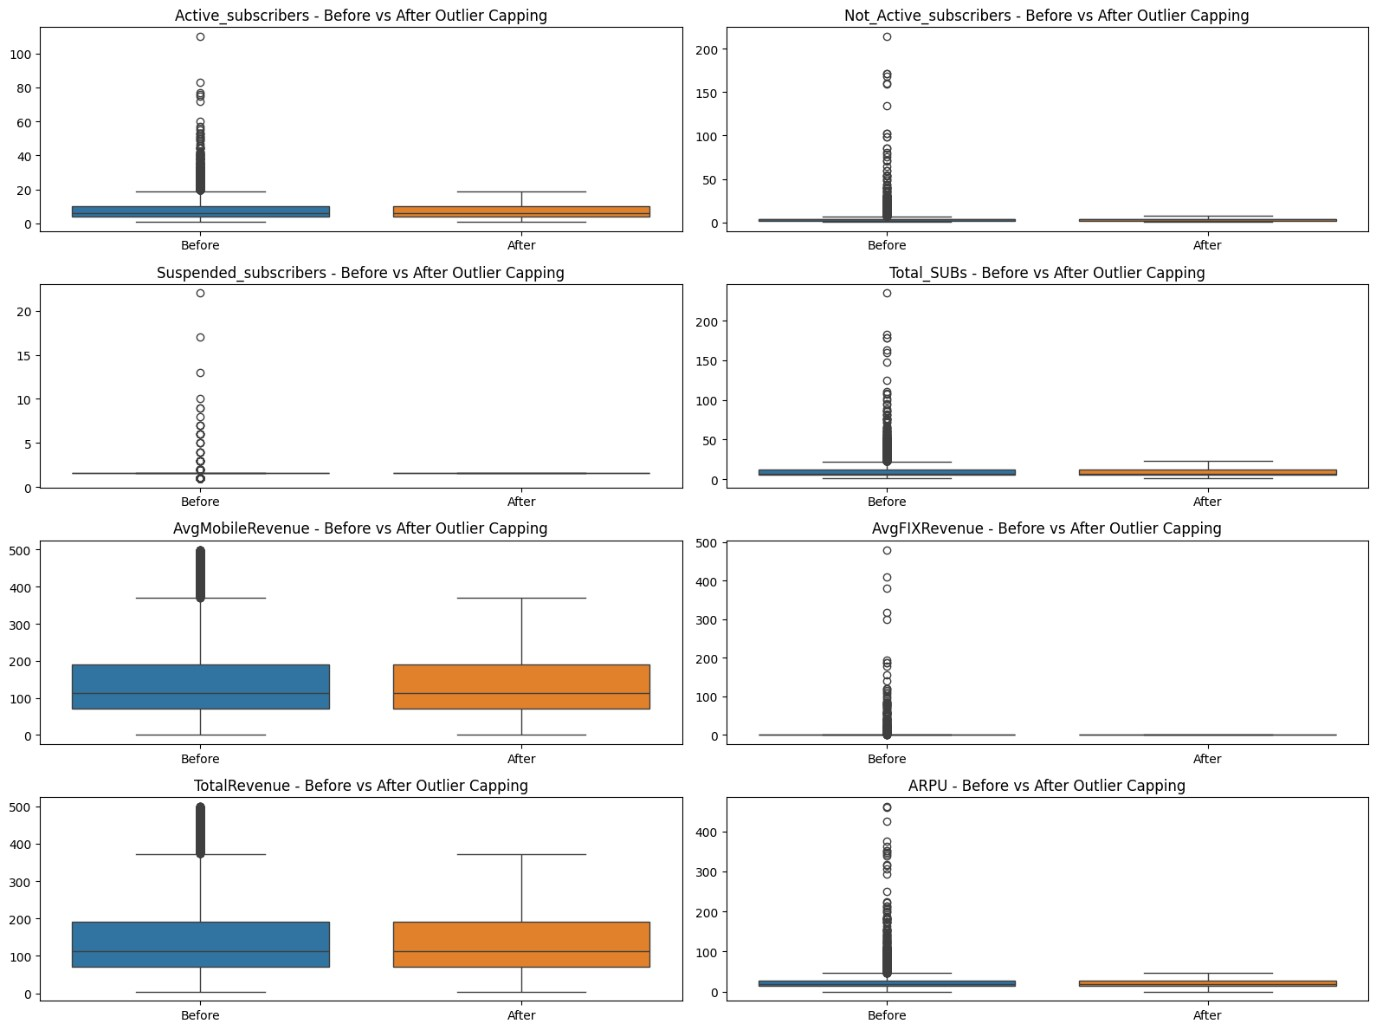 Active_subscribers - Before vs After Outlier Capping
100
80
60
40
20
0
Before After
Not_Active_subscribers - Before vs After Outlier Capping
200
150
100
50
0
Before After
Suspended_subscribers - Before vs After Outlier Capping
20
15
10
5
0
Before After
Total_SUBs - Before vs After Outlier Capping
200
150
100
50
0
Before After
AvgMobileRevenue - Before vs After Outlier Capping
500
400
300
200
100
0
Before After
AvgFIXRevenue - Before vs After Outlier Capping
500
400
300
200
100
0
Before After
TotalRevenue - Before vs After Outlier Capping
500
400
300
200
100
0
Before After
ARPU - Before vs After Outlier Capping
400
300
200
100
0
Before After